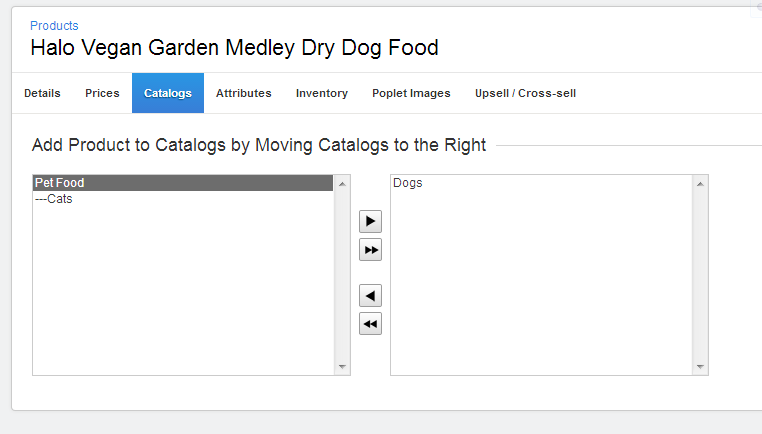 Products
Halo Vegan Garden Medley Dry Dog Food
Details Prices Catalogs Attributes Inventory Poplet Images Upsell / Cross-sell
Add Product to Catalogs by Moving Catalogs to the Right
Pet Food
---Cats
Dogs